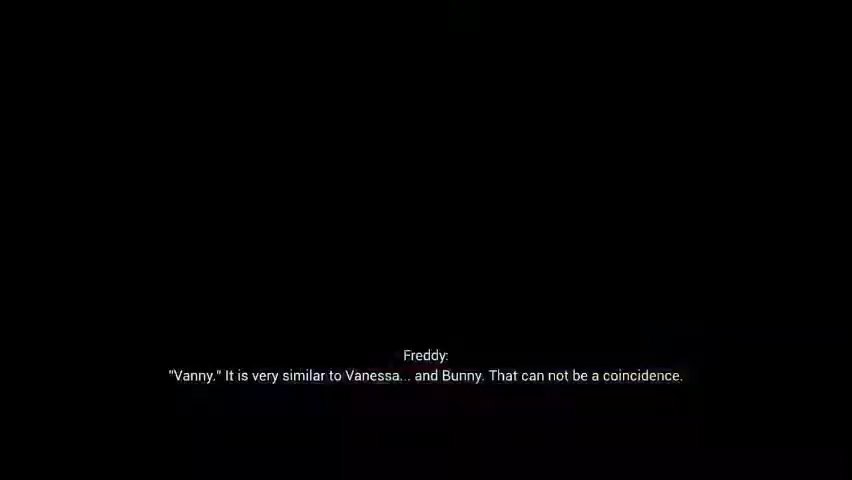 Freddy:
"Vanny." It is very similar to Vanessa... and Bunny. That can not be a coincidence.